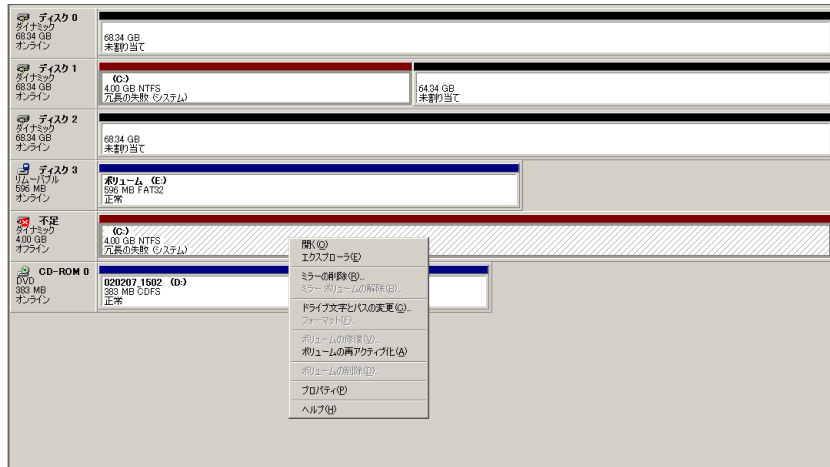 ディスク 0
ダイナミック
68.34 GB
オンライン
68.34 GB
未割り当て
ディスク 1
ダイナミック
68.34 GB
オンライン
(C:)
4.00 GB NTFS
冗長の失敗 (システム)
64.34 GB
未割り当て
ディスク 2
ダイナミック
68.34 GB
オンライン
68.34 GB
未割り当て
ディスク 3
リムーバブル
596 MB
オンライン
ボリューム (E:)
596 MB FAT32
正常
不足
ダイナミック
4.00 GB
オフライン
(C:)
4.00 GB NTFS
冗長の失敗 (システム)
CD-ROM 0
DVD
383 MB
オンライン
020207_1502 (D:)
383 MB CDFS
正常
開く(O)
エクスプローラ(E)
ミラーの削除(R)...
ミラー ボリュームの解除(B)...
ドライブ文字とパスの変更(C)...
フォーマット(F)...
ボリュームの修復(V)...
ボリュームの再アクティブ化(A)
ボリュームの削除(D)...
プロパティ(P)
ヘルプ(H)